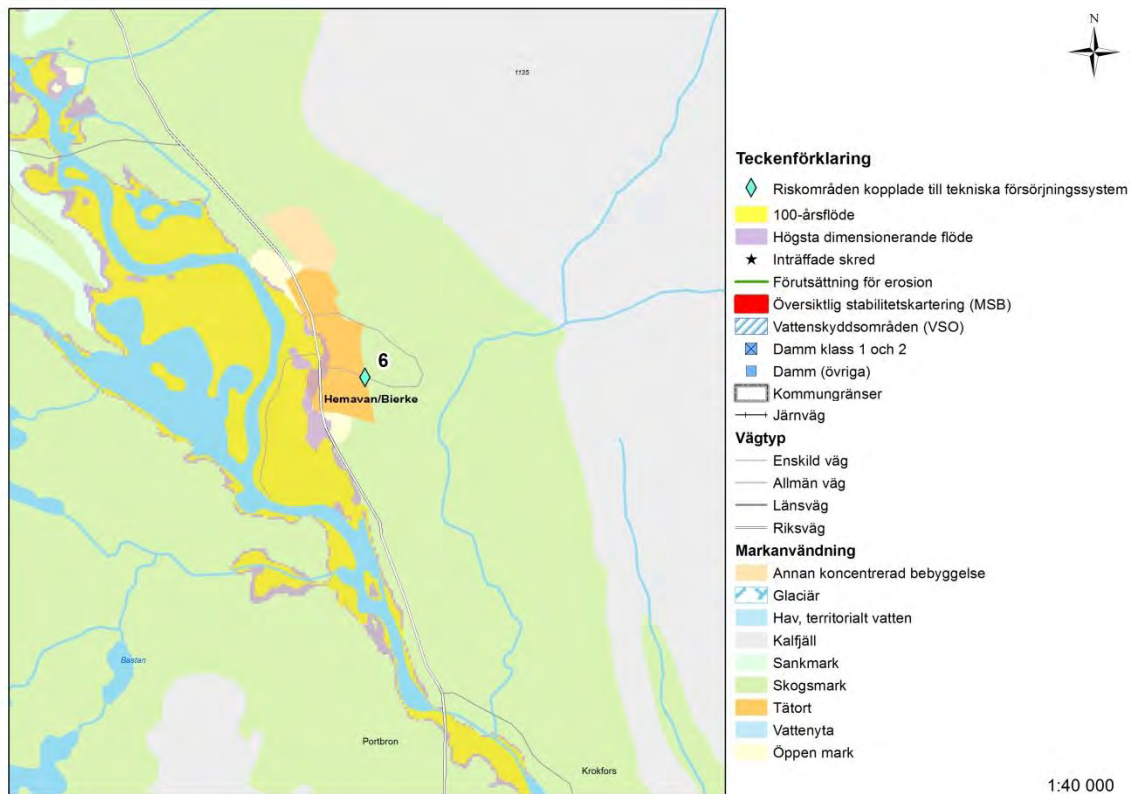 N
1135
6
Hemavan/Bierke
Bastan
Portbron
Krokfors
Teckenförklaring
Riskområden kopplade till tekniska försörjningssystem
100-årsflöde
Högsta dimensionerande flöde
Inträffade skred
Förutsättning för erosion
Översiktlig stabilitetskartering (MSB)
Vattenskyddsområden (VSO)
Damm klass 1 och 2
Damm (övriga)
Kommungränser
Järnväg
Vägtyp
Enskild väg
Allmän väg
Länsväg
Riksväg
Markanvändning
Annan koncentrerad bebyggelse
Glaciär
Hav, territorialt vatten
Kalfjäll
Sankmark
Skogsmark
Tätort
Vattenyta
Öppen mark
1:40 000